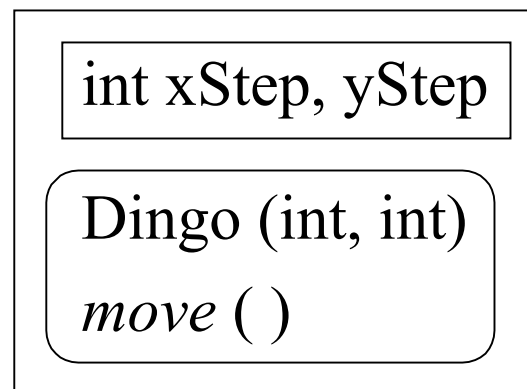 int xStep, yStep
Dingo (int, int)
move ( )